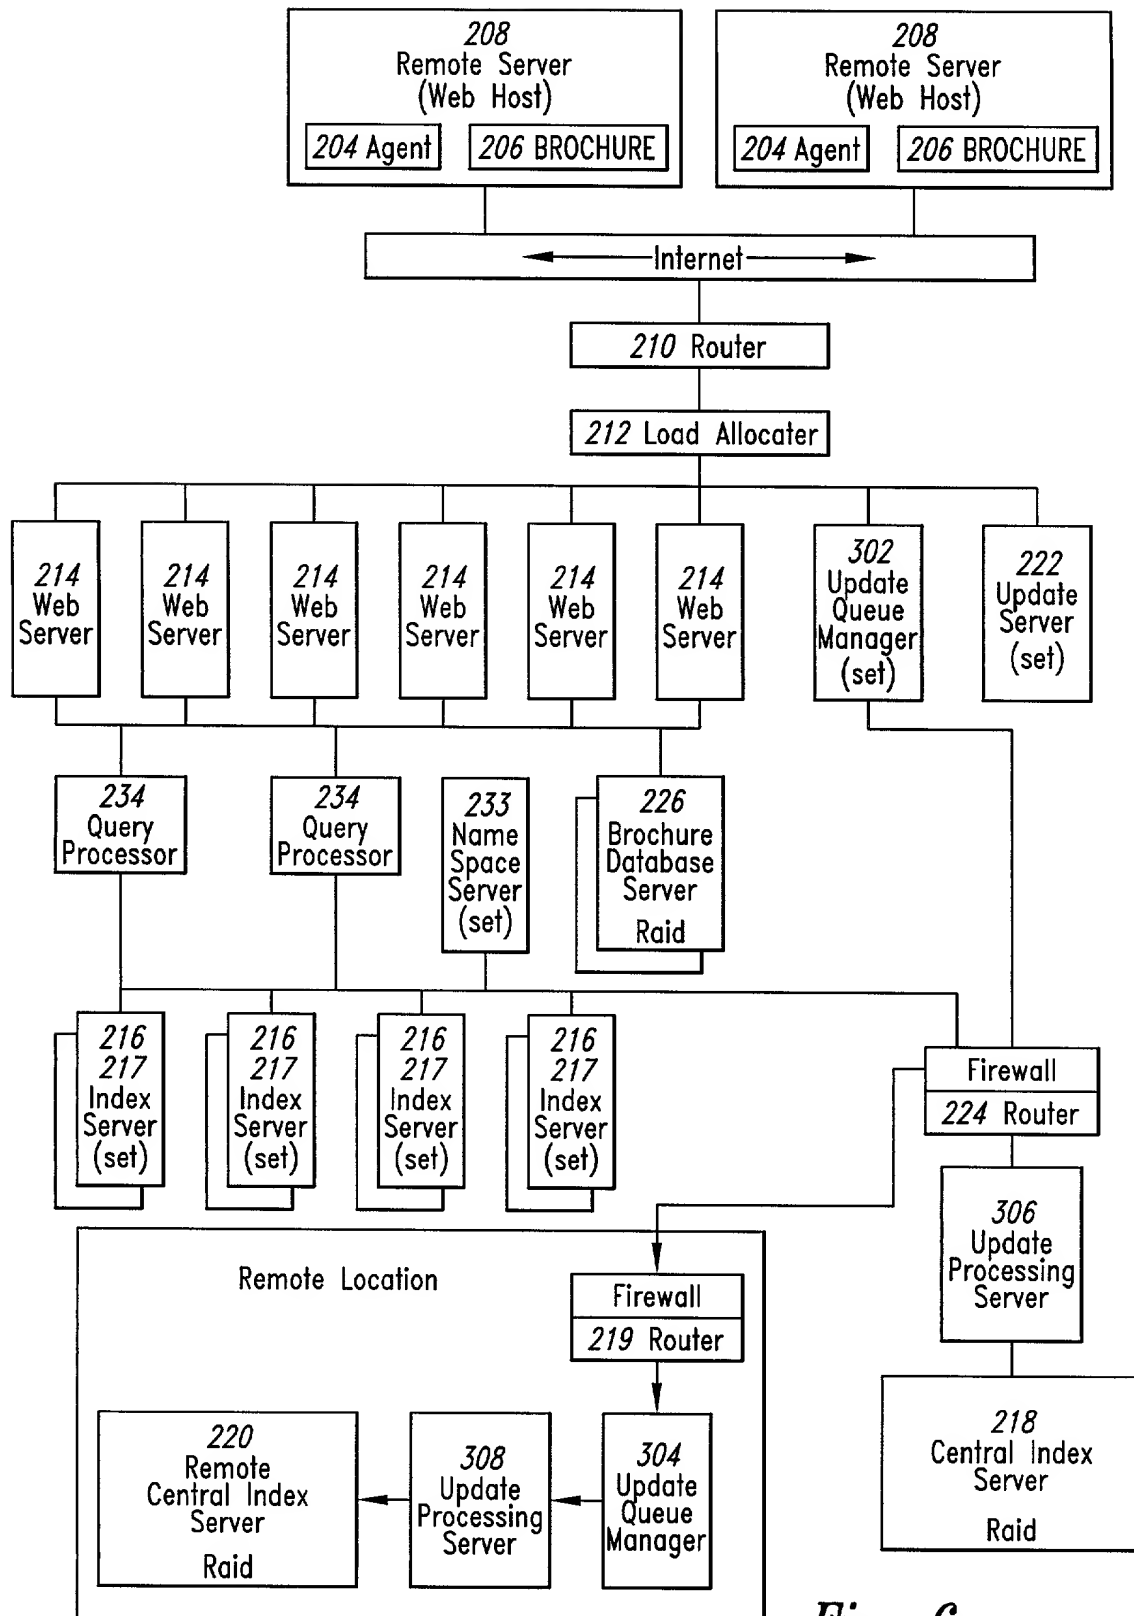 208
Remote Server
(Web Host)
204 Agent
206 BROCHURE
208
Remote Server
(Web Host)
204 Agent
206 BROCHURE
Internet
210 Router
212 Load Allocater
214
Web
Server
214
Web
Server
214
Web
Server
214
Web
Server
214
Web
Server
214
Web
Server
302
Update
Queue
Manager
(set)
222
Update
Server
(set)
234
Query
Processor
234
Query
Processor
233
Name
Space
Server
(set)
226
Brochure
Database
Server
Raid
216
217
Index
Server
(set)
216
217
Index
Server
(set)
216
217
Index
Server
(set)
216
217
Index
Server
(set)
Firewall
224 Router
306
Update
Processing
Server
218
Central Index
Server
Raid
Remote Location
Firewall
219 Router
220
Remote
Central Index
Server
Raid
308
Update
Processing
Server
304
Update
Queue
Manager
Fig. 6